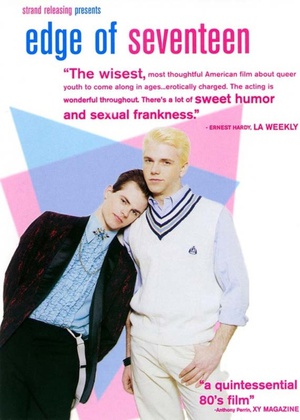 strand releasing presents
edge of seventeen
“The wisest, most thoughtful American film about queer
youth to come along in ages...erotically charged. The acting is
wonderful throughout. There's a lot of sweet humor
and sexual frankness.”
- ERNEST HARDY, LA WEEKLY
“a quintessential
80's film”
-Anthony Perrin, XY MAGAZINE